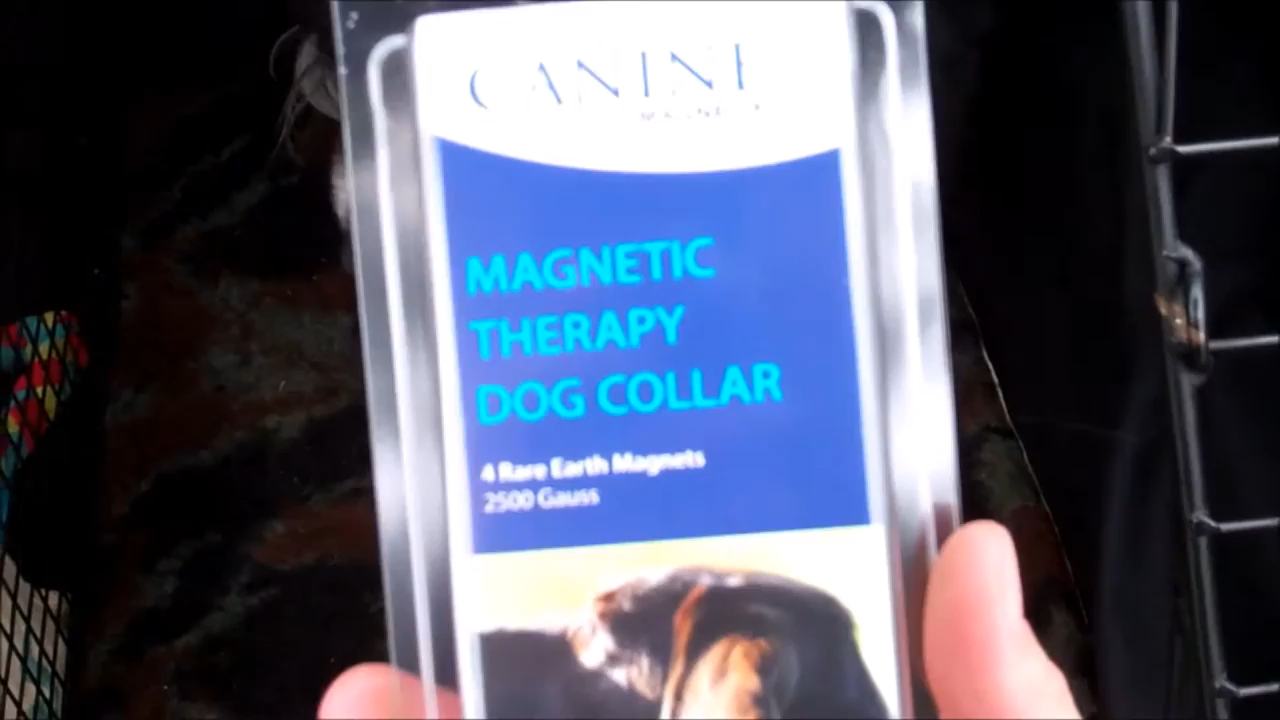 CANINE
MAGNETIC
THERAPY
DOG COLLAR
4 Rare Earth Magnets
2500 Gauss